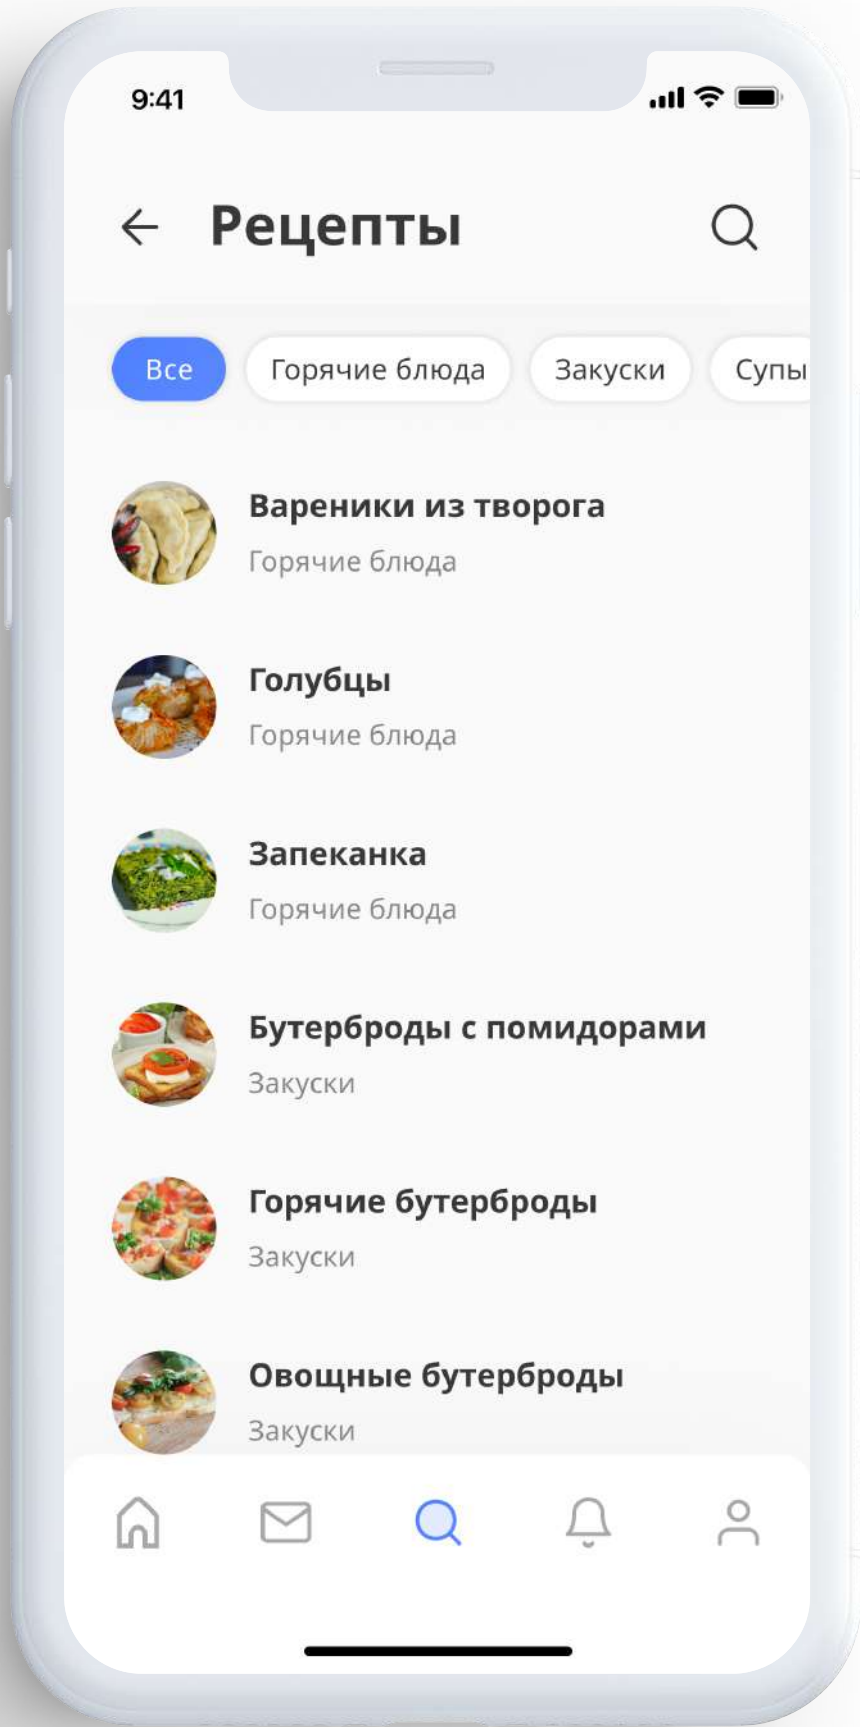 9:41
Рецепты
Все Горячие блюда Закуски Супы
Вареники из творога
Горячие блюда
Голубцы
Горячие блюда
Запеканка
Горячие блюда
Бутерброды с помидорами
Закуски
Горячие бутерброды
Закуски
Овощные бутерброды
Закуски